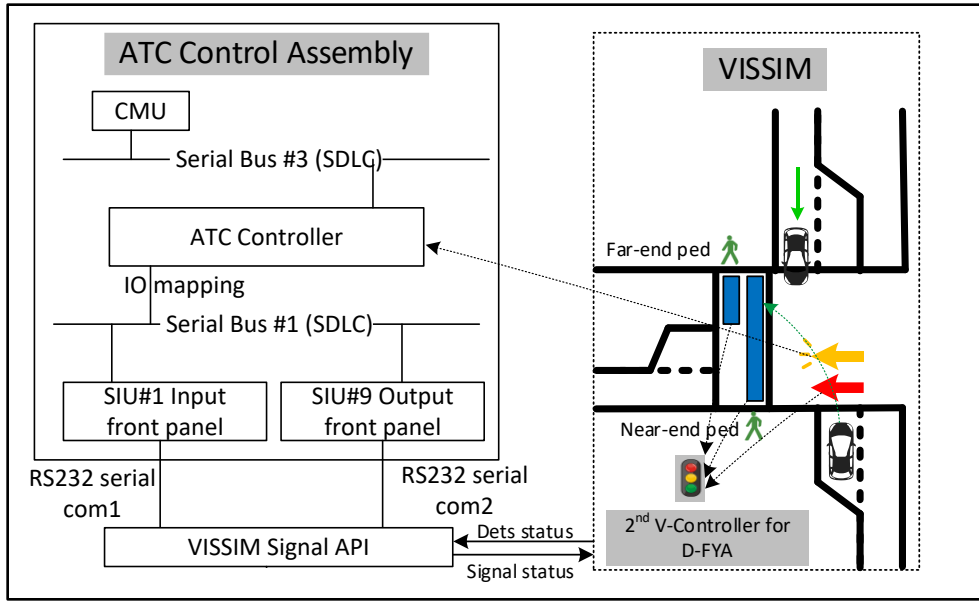 ATC Control Assembly
CMU
Serial Bus #3 (SDLC)
ATC Controller
IO mapping
Serial Bus #1 (SDLC)
SIU#1 Input
front panel
SIU#9 Output
front panel
RS232 serial
com1
RS232 serial
com2
VISSIM Signal API
Dets status
Signal status
VISSIM
Far-end ped
Near-end ped
2nd V-Controller for
D-FYA